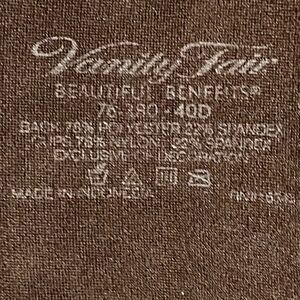 Vanity Fair
BEAUTIFUL BENEFITS®
76-380 · 40D
BACK: 78% POLYESTER 22% SPANDEX
CUPS: 78% NYLON 22% SPANDEX
EXCLUSIVE OF DECORATION
MADE IN INDONESIA